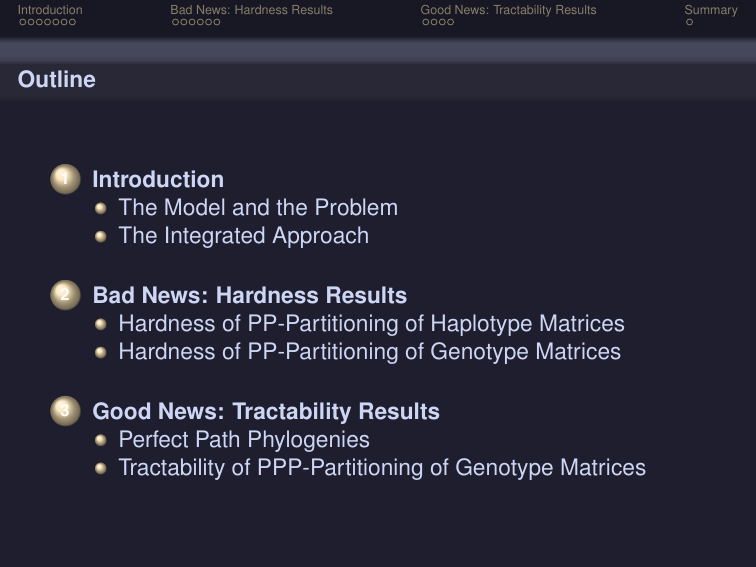 Introduction Bad News: Hardness Results Good News: Tractability Results Summary
Outline
1 Introduction
The Model and the Problem
The Integrated Approach
2 Bad News: Hardness Results
Hardness of PP-Partitioning of Haplotype Matrices
Hardness of PP-Partitioning of Genotype Matrices
3 Good News: Tractability Results
Perfect Path Phylogenies
Tractability of PPP-Partitioning of Genotype Matrices